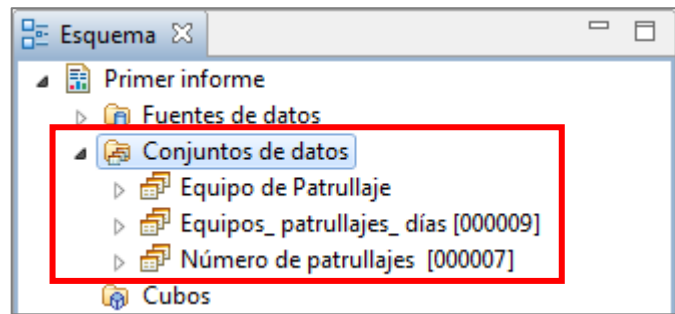 Esquema
Primer informe
Fuentes de datos
Conjuntos de datos
Equipo de Patrullaje
Equipos_ patrullajes_ días [000009]
Número de patrullajes [000007]
Cubos